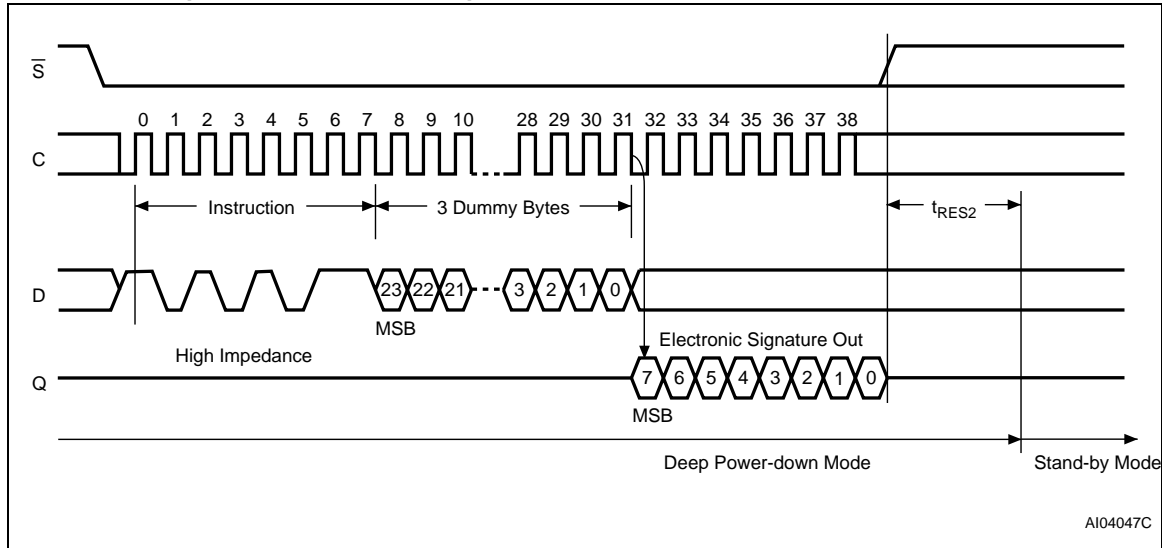 S
0 1 2 3 4 5 6 7 8 9 10 28 29 30 31 32 33 34 35 36 37 38
C
Instruction 3 Dummy Bytes tRES2
D
23 22 21 3 2 1 0
MSB
High Impedance Electronic Signature Out
Q
7 6 5 4 3 2 1 0
MSB
Deep Power-down Mode Stand-by Mode
AI04047C